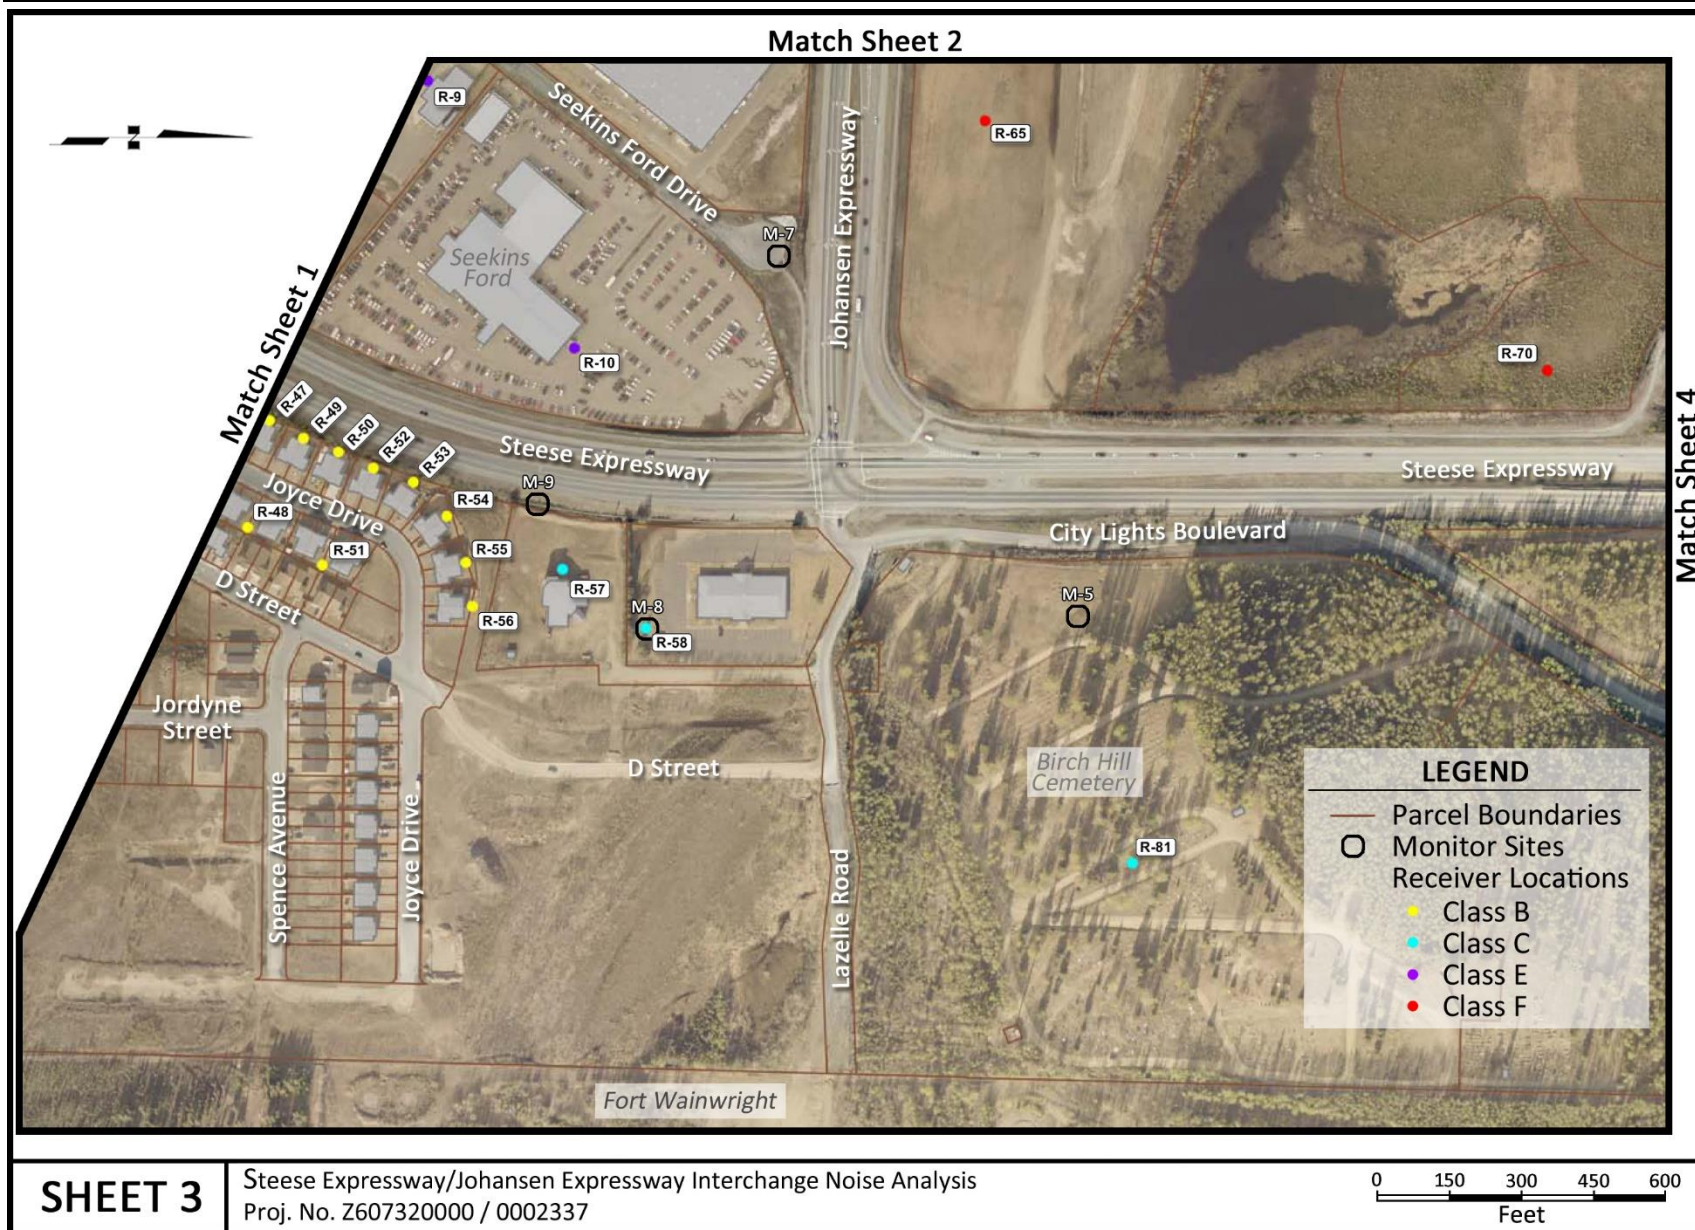 Match Sheet 2
R-9
Seekins Ford Drive
Johansen Expressway
R-65
N
M-7
Seekins
Ford
Match Sheet 1
R-10
R-70
Match Sheet 4
R-47
R-49
R-50
R-52
R-53
Steese Expressway
Steese Expressway
M-9
Joyce Drive
R-54
R-48
R-51
R-55
City Lights Boulevard
D Street
R-57
R-56
M-8
R-58
M-5
Jordyne
Street
D Street
Birch Hill
Cemetery
Spence Avenue
Joyce Drive
Lazelle Road
R-81
LEGEND
Parcel Boundaries
Monitor Sites
Receiver Locations
Class B
Class C
Class E
Class F
Fort Wainwright
SHEET 3
Steese Expressway/Johansen Expressway Interchange Noise Analysis
Proj. No. Z607320000 / 0002337
0 150 300 450 600
Feet